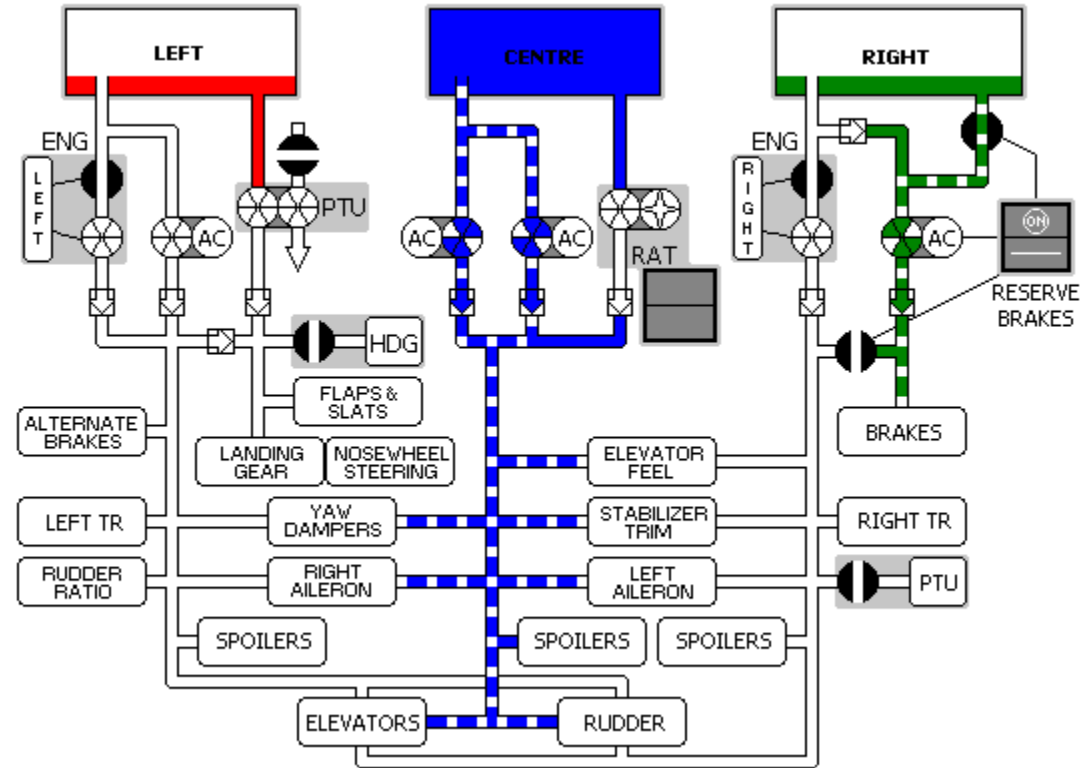 LEFT
CENTRE
RIGHT
ENG
ENG
LEFT
RIGHT
PTU
AC
AC
AC
AC
RAT
ON
RESERVE
BRAKES
HDG
FLAPS &
SLATS
ALTERNATE
BRAKES
BRAKES
LANDING
GEAR
NOSEWHEEL
STEERING
ELEVATOR
FEEL
LEFT TR
YAW
DAMPERS
STABILIZER
TRIM
RIGHT TR
RUDDER
RATIO
RIGHT
AILERON
LEFT
AILERON
PTU
SPOILERS
SPOILERS
SPOILERS
ELEVATORS
RUDDER